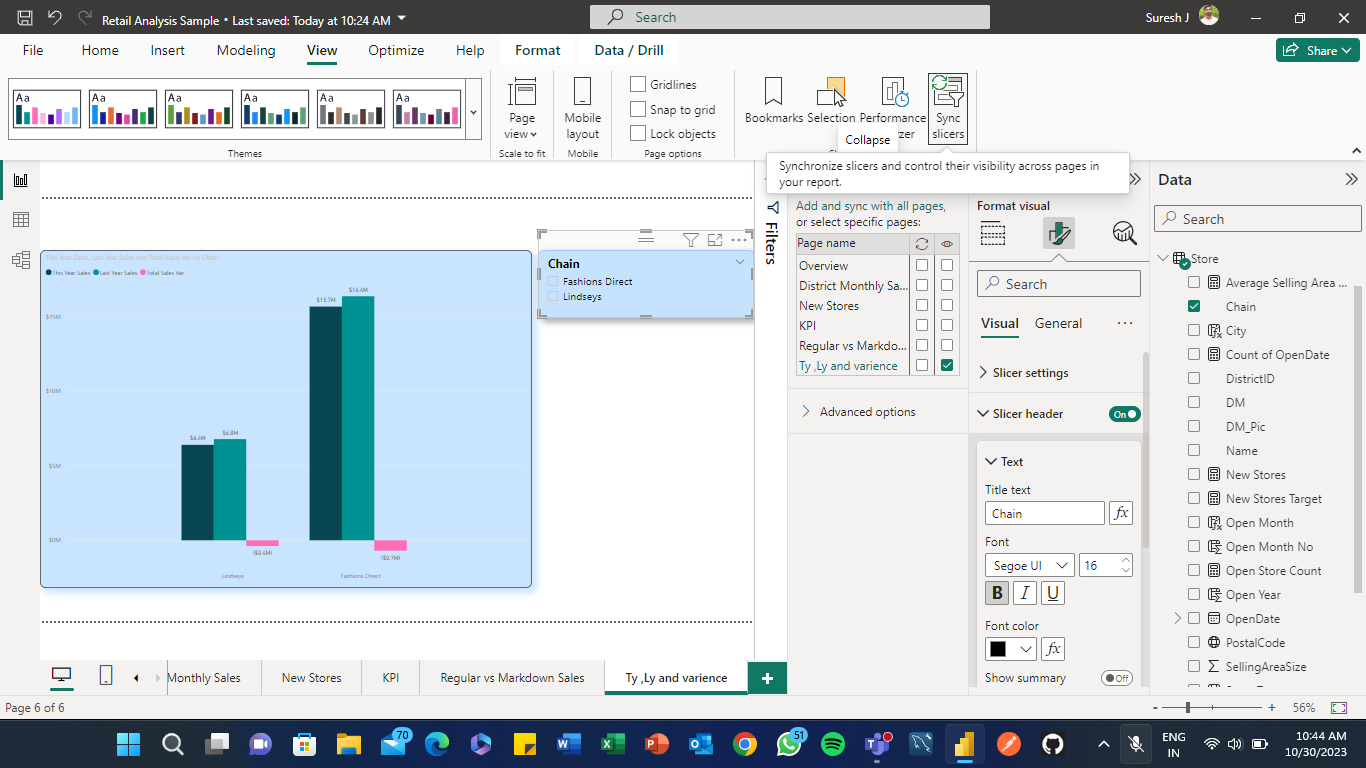 Retail Analysis Sample • Last saved: Today at 10:24 AM
Search
Suresh J
File
Home
Insert
Modeling
View
Optimize
Help
Format
Data / Drill
Share
Aa
Aa
Aa
Aa
Aa
Aa
Themes
Page
view
Scale to fit
Mobile
layout
Mobile
Gridlines
Snap to grid
Lock objects
Page options
Bookmarks
Selection
Performance
zer
Sync
slicers
Collapse
Synchronize slicers and control their visibility across pages in
your report.
This Year Sales, Last Year Sales and Total Sales Var by Chain
This Year Sales
Last Year Sales
Total Sales Var
$15M
$10M
$5M
$0M
$6.4M
$6.8M
($0.4M)
$15.7M
$16.4M
($0.7M)
Lindseys
Fashions Direct
Chain
Fashions Direct
Lindseys
Filters
Add and sync with all pages,
or select specific pages:
Page name
Overview
District Monthly Sa...
New Stores
KPI
Regular vs Markdo...
Ty ,Ly and varience
Advanced options
Format visual
Search
Visual
General
Slicer settings
Slicer header
On
Text
Title text
Chain
fx
Font
Segoe UI
16
B
I
U
Font color
fx
Show summary
Off
Data
Search
Store
Average Selling Area ...
Chain
City
Count of OpenDate
DistrictID
DM
DM_Pic
Name
New Stores
New Stores Target
Open Month
Open Month No
Open Store Count
Open Year
OpenDate
PostalCode
SellingAreaSize
Monthly Sales
New Stores
KPI
Regular vs Markdown Sales
Ty ,Ly and varience
+
Page 6 of 6
-
+
56%
70
51
ENG
IN
10:44 AM
10/30/2023